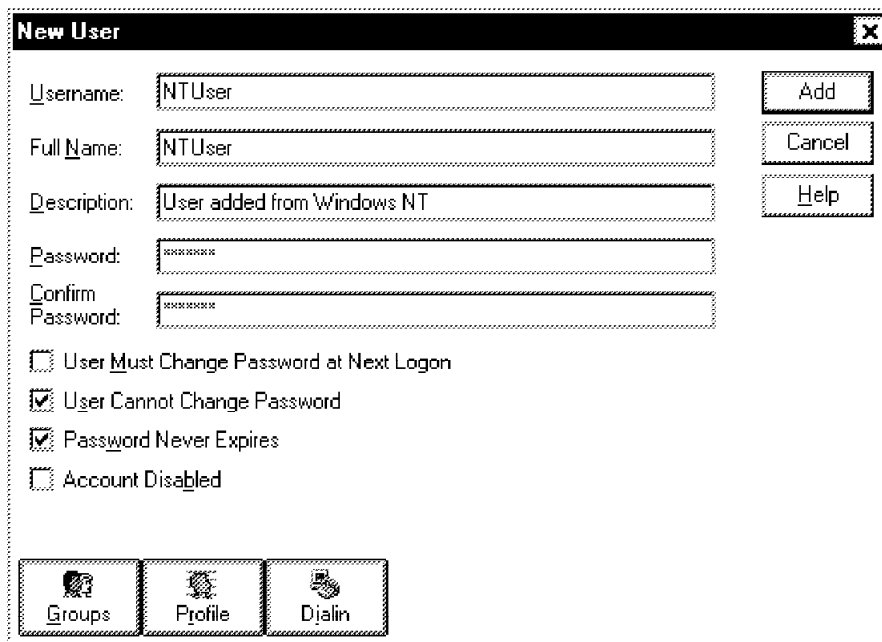 New User
Username: NTUser
Add
Full Name: NTUser
Cancel
Description: User added from Windows NT
Help
Password: *******
Confirm
Password: *******
User Must Change Password at Next Logon
User Cannot Change Password
Password Never Expires
Account Disabled
Groups Profile Dialin